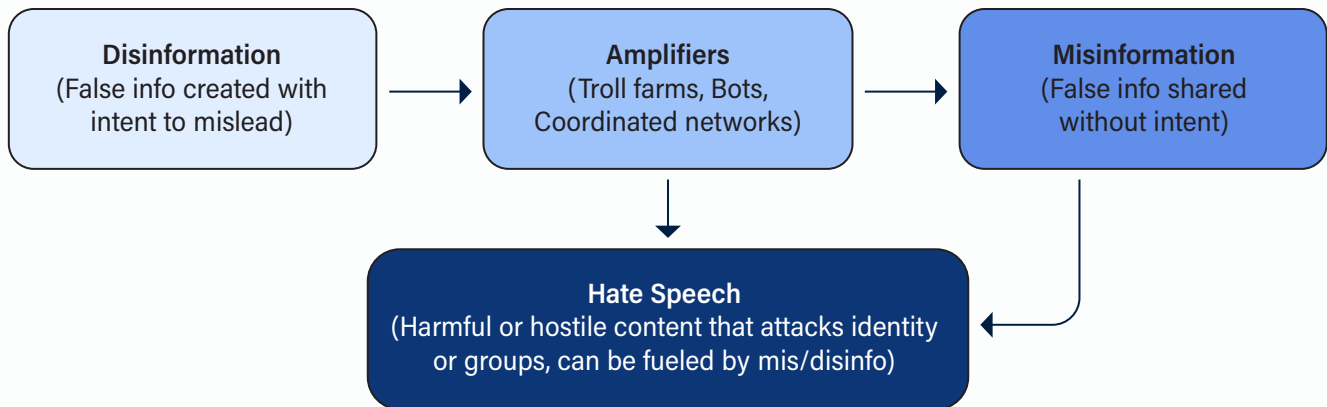 Disinformation
(False info created with
intent to mislead)
Amplifiers
(Troll farms, Bots,
Coordinated networks)
Misinformation
(False info shared
without intent)
Hate Speech
(Harmful or hostile content that attacks identity
or groups, can be fueled by mis/disinfo)